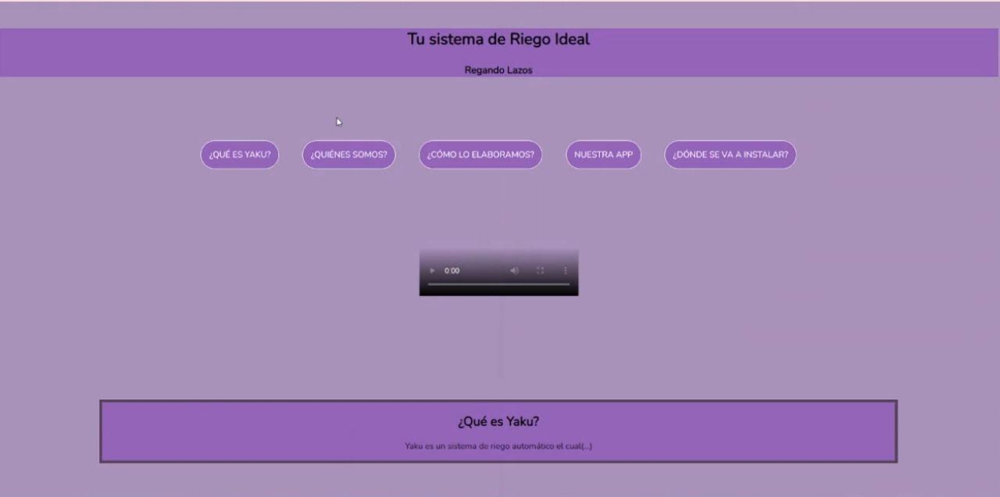 Tu sistema de Riego Ideal
Regando Lazos
¿QUÉ ES YAKU?
¿QUIÉNES SOMOS?
¿CÓMO LO ELABORAMOS?
NUESTRA APP
¿DÓNDE SE VA A INSTALAR?
0:00
¿Qué es Yaku?
Yaku es un sistema de riego automático el cual(...)